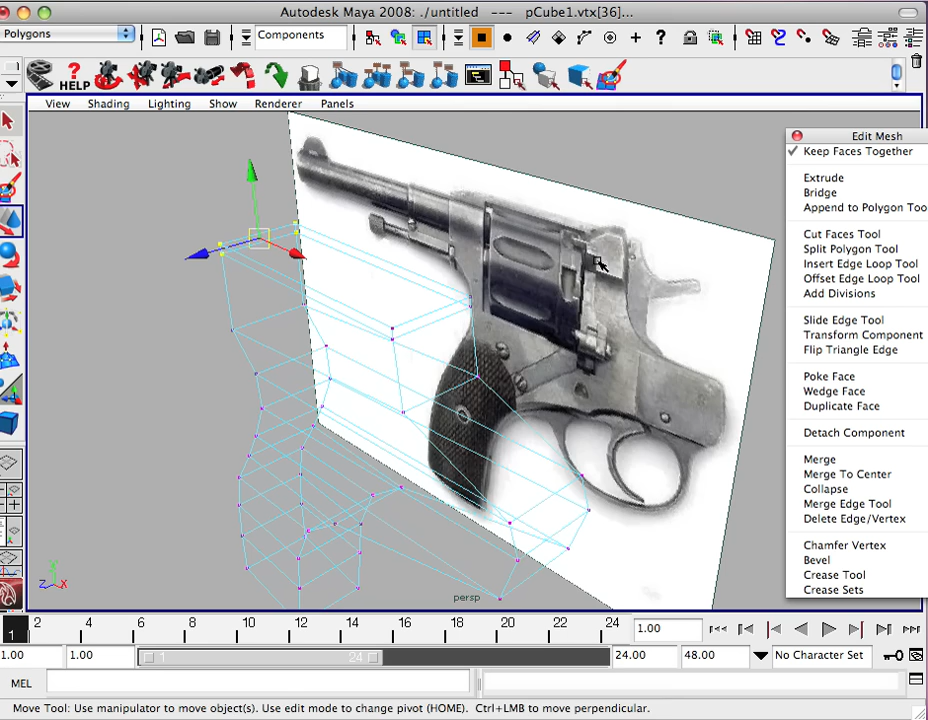 Autodesk Maya 2008: ./untitled --- pCube1.vtx[36]...
Polygons
Components
HELP
View Shading Lighting Show Renderer Panels
Edit Mesh
Keep Faces Together
Extrude
Bridge
Append to Polygon Too
Cut Faces Tool
Split Polygon Tool
Insert Edge Loop Tool
Offset Edge Loop Tool
Add Divisions
Slide Edge Tool
Transform Component
Flip Triangle Edge
Poke Face
Wedge Face
Duplicate Face
Detach Component
Merge
Merge To Center
Collapse
Merge Edge Tool
Delete Edge/Vertex
Chamfer Vertex
Bevel
Crease Tool
Crease Sets
Y
Z X
persp
1 2 4 6 8 10 12 14 16 18 20 22 24 1.00
1.00 1.00 1 24 24.00 48.00 No Character Set
MEL
Move Tool: Use manipulator to move object(s). Use edit mode to change pivot (HOME). Ctrl+LMB to move perpendicular.